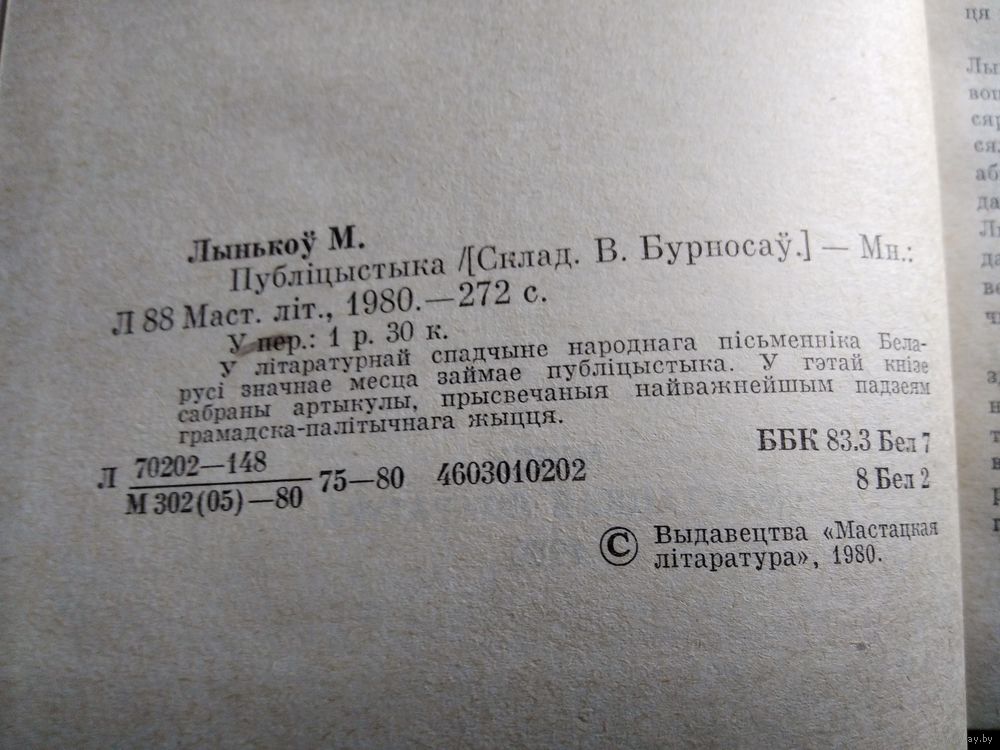 Лынькоў М.
Публіцыстыка /[Склад. В. Бурносаў.] — Мн.:
Л 88 Маст. літ., 1980.—272 с.
У пер.: 1 р. 30 к.
У літаратурнай спадчыне народнага пісьменніка Бела-
русі значнае месца займае публіцыстыка. У гэтай кнізе
сабраны артыкулы, прысвечаныя найважнейшым падзеям
грамадска-палітычнага жыцця.
Л 70202—148
М 302(05)—80 75—80 4603010202
ББК 83.3 Бел 7
8 Бел 2
© Выдавецтва «Мастацкая
літаратура», 1980.